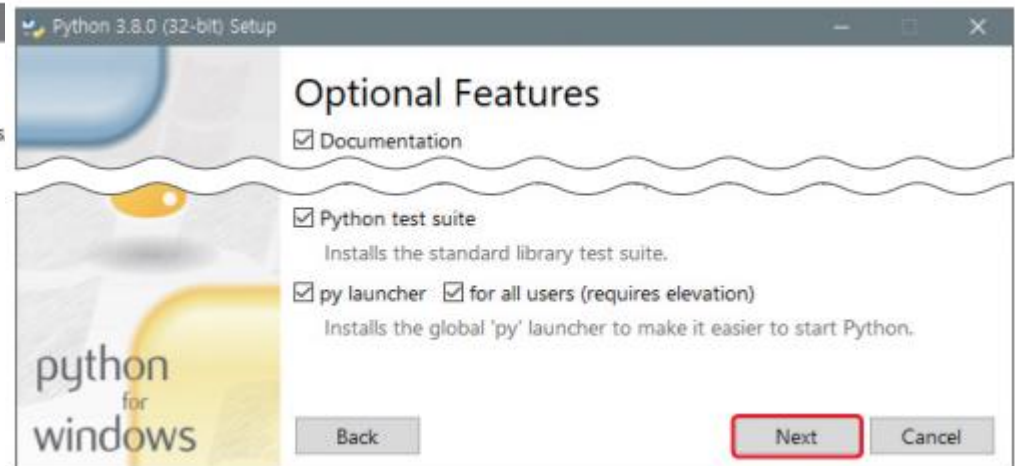 Python 3.8.0 (32-bit) Setup
Optional Features
Documentation
Python test suite
Installs the standard library test suite.
py launcher for all users (requires elevation)
Installs the global 'py' launcher to make it easier to start Python.
python
for
windows
Back Next Cancel